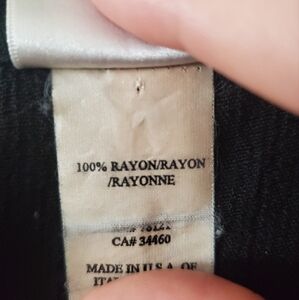 100% RAYON/RAYON
/RAYONNE
CA# 34460
MADE IN U.S.A. OF